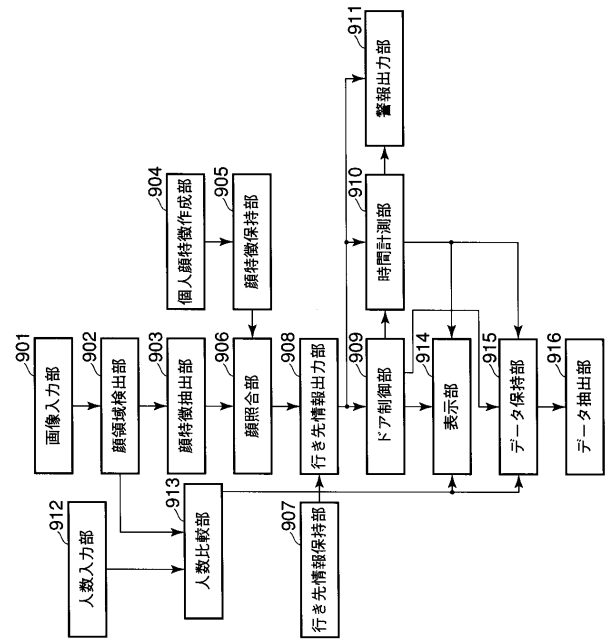 901
画像入力部
902
顔領域検出部
903
顔特徴抽出部
904
個人顔特徴作成部
905
顔特徴保持部
906
顔照合部
907
行き先情報保持部
908
行き先情報出力部
909
ドア制御部
910
時間計測部
911
警報出力部
912
人数入力部
913
人数比較部
914
表示部
915
データ保持部
916
データ抽出部